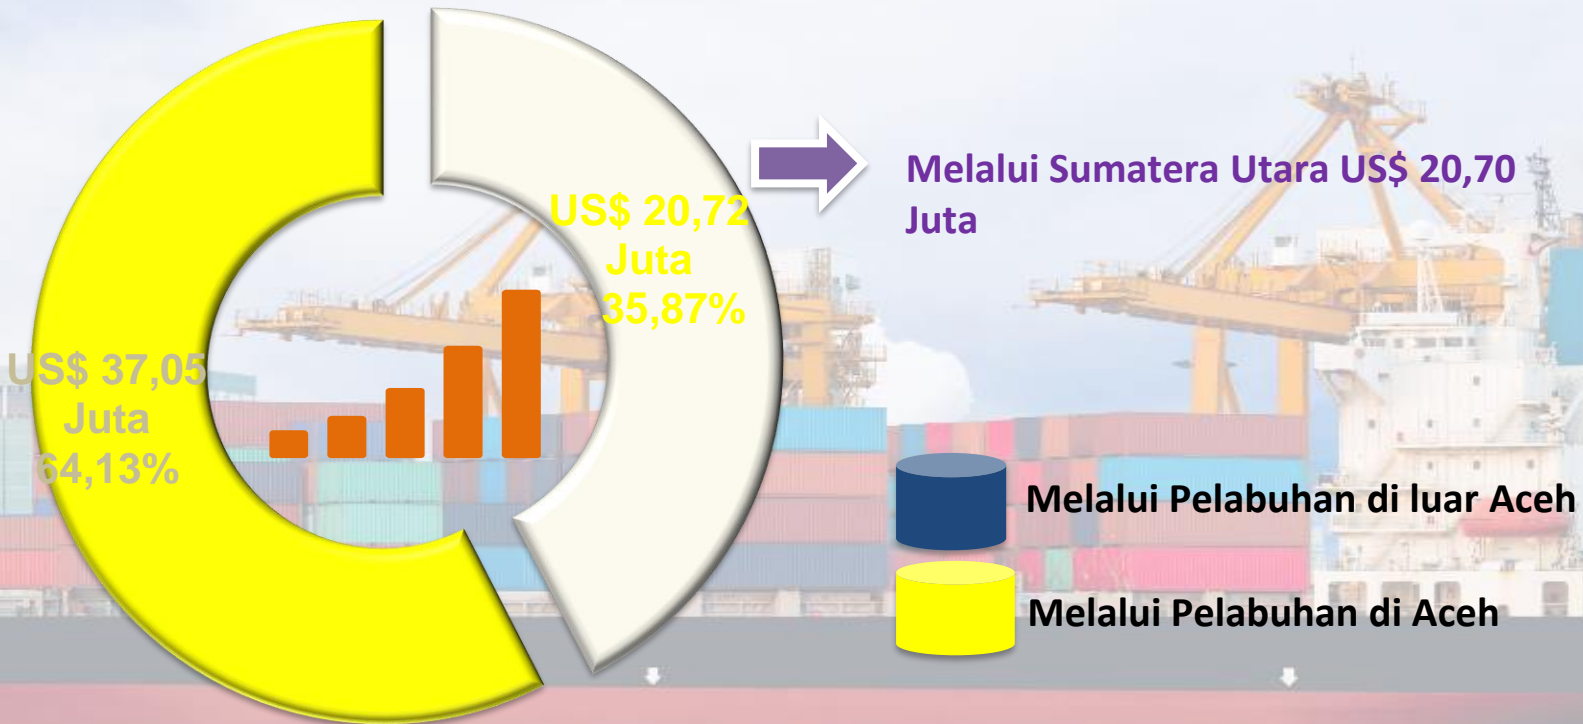 US$ 20,72
Juta
35,87%
Melalui Sumatera Utara US$ 20,70
Juta
US$ 37,05
Juta
64,13%
Melalui Pelabuhan di luar Aceh
Melalui Pelabuhan di Aceh